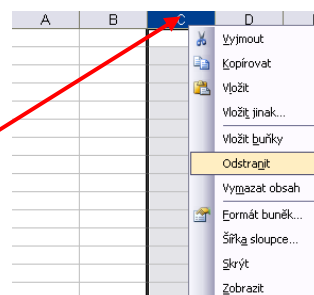 A B C D
Vyjmout
Kopírovat
Vložit
Vložit jinak...
Vložit buňky
Odstranit
Vymazat obsah
Formát buněk...
Šířka sloupce...
Skrýt
Zobrazit